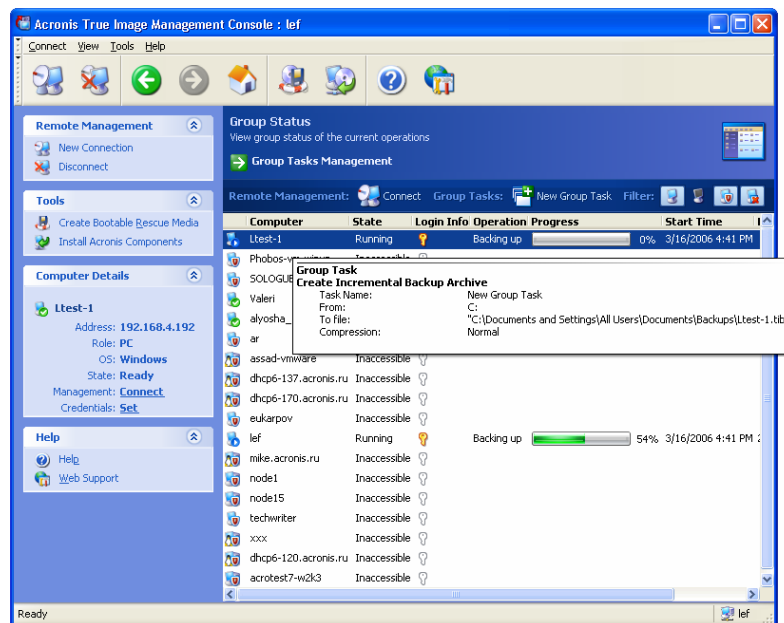 Acronis True Image Management Console : lef
Connect View Tools Help
Remote Management
New Connection
Disconnect
Tools
Create Bootable Rescue Media
Install Acronis Components
Computer Details
Ltest-1
Address: 192.168.4.192
Role: PC
OS: Windows
State: Ready
Management: Connect
Credentials: Set
Help
Help
Web Support
Group Status
View group status of the current operations
Group Tasks Management
Remote Management: Connect Group Tasks: New Group Task Filter:
Computer State Login Info Operation Progress Start Time
Ltest-1 Running Backing up 0% 3/16/2006 4:41 PM
Group Task
Create Incremental Backup Archive
Task Name: New Group Task
From: C:
To file: "C:\Documents and Settings\All Users\Documents\Backups\Ltest-1.tib
Compression: Normal
Valeri
alyosha_
ar
assad-vmware Inaccessible
dhcp6-137.acronis.ru Inaccessible
dhcp6-170.acronis.ru Inaccessible
eukarpov Inaccessible
lef Running Backing up 54% 3/16/2006 4:41 PM
mike.acronis.ru Inaccessible
node1 Inaccessible
node15 Inaccessible
techwriter Inaccessible
xxx Inaccessible
dhcp6-120.acronis.ru Inaccessible
acrotest7-w2k3 Inaccessible
Ready lef